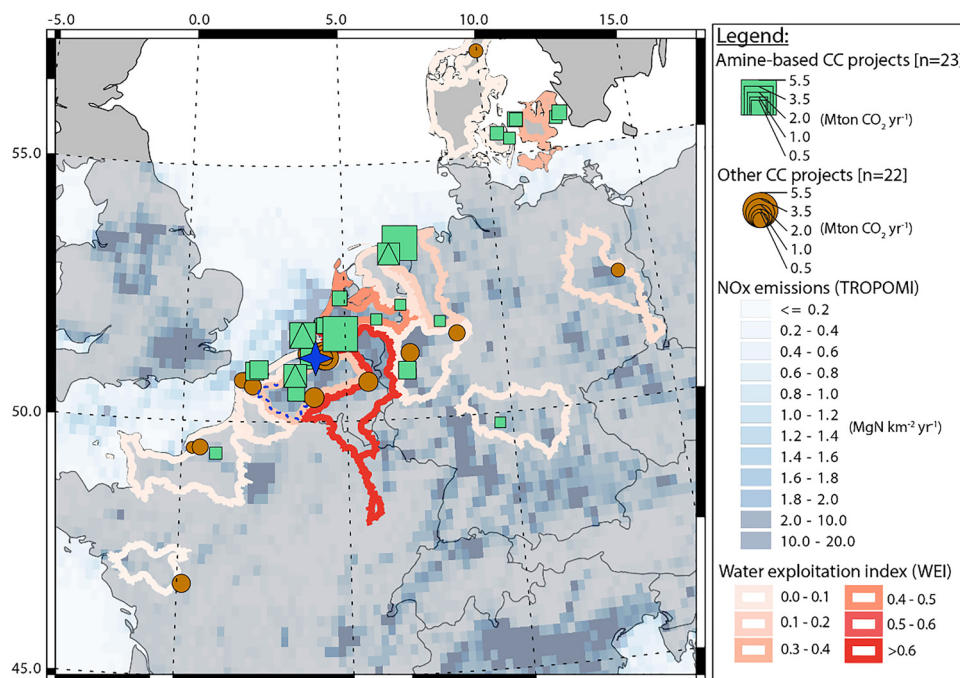 -5.0 0.0 5.0 10.0 15.0
55.0
50.0
45.0
Legend:
Amine-based CC projects [n=23]
5.5
3.5
2.0 (Mton CO₂ yr⁻¹)
1.0
0.5
Other CC projects [n=22]
5.5
3.5
2.0 (Mton CO₂ yr⁻¹)
1.0
0.5
NOx emissions (TROPOMI)
<= 0.2
0.2 - 0.4
0.4 - 0.6
0.6 - 0.8
0.8 - 1.0
1.0 - 1.2
1.2 - 1.4 (MgN km⁻² yr⁻¹)
1.4 - 1.6
1.6 - 1.8
1.8 - 2.0
2.0 - 10.0
10.0 - 20.0
Water exploitation index (WEI)
0.0 - 0.1 0.4 - 0.5
0.1 - 0.2 0.5 - 0.6
0.3 - 0.4 >0.6